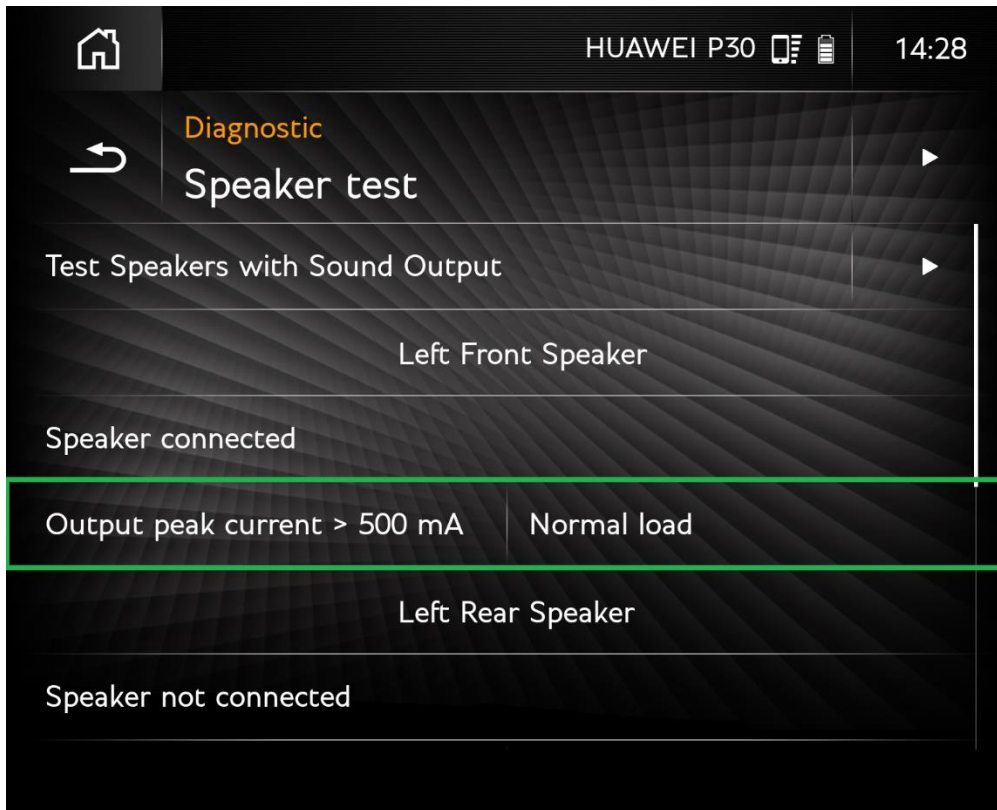 HUAWEI P30 14:28
Diagnostic
Speaker test
Test Speakers with Sound Output
Left Front Speaker
Speaker connected
Output peak current > 500 mA Normal load
Left Rear Speaker
Speaker not connected